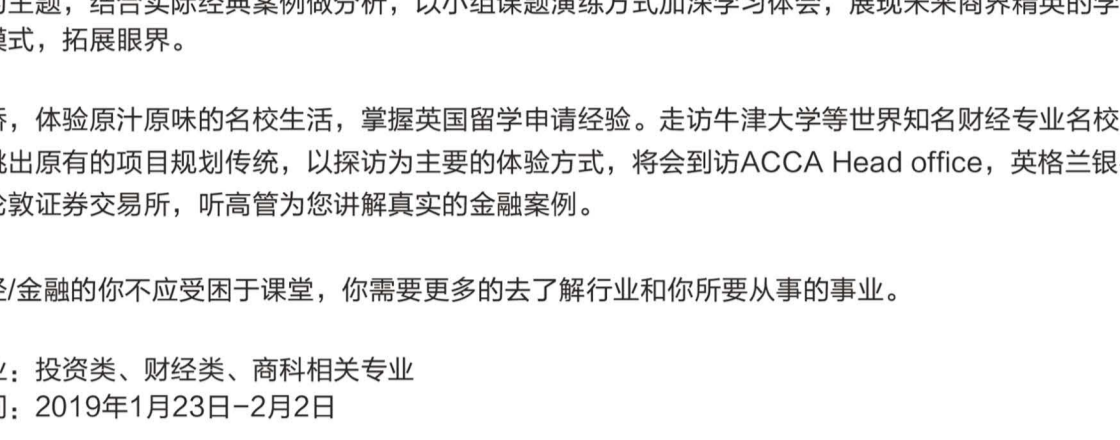 主题，结合实际经典案例做分析，以小组课题演练方式加深学习体会，展现未来商界精英的学
模式，拓展眼界。
，体验原汁原味的名校生活，掌握英国留学申请经验。走访牛津大学等世界知名财经专业名校
跳出原有的项目规划传统，以探访为主要的体验方式，将会到访ACCA Head office，英格兰银
伦敦证券交易所，听高管为您讲解真实的金融案例。
/金融的你不应受困于课堂，你需要更多的去了解行业和你所要从事的事业。
：投资类、财经类、商科相关专业
：2019年1月23日-2月2日